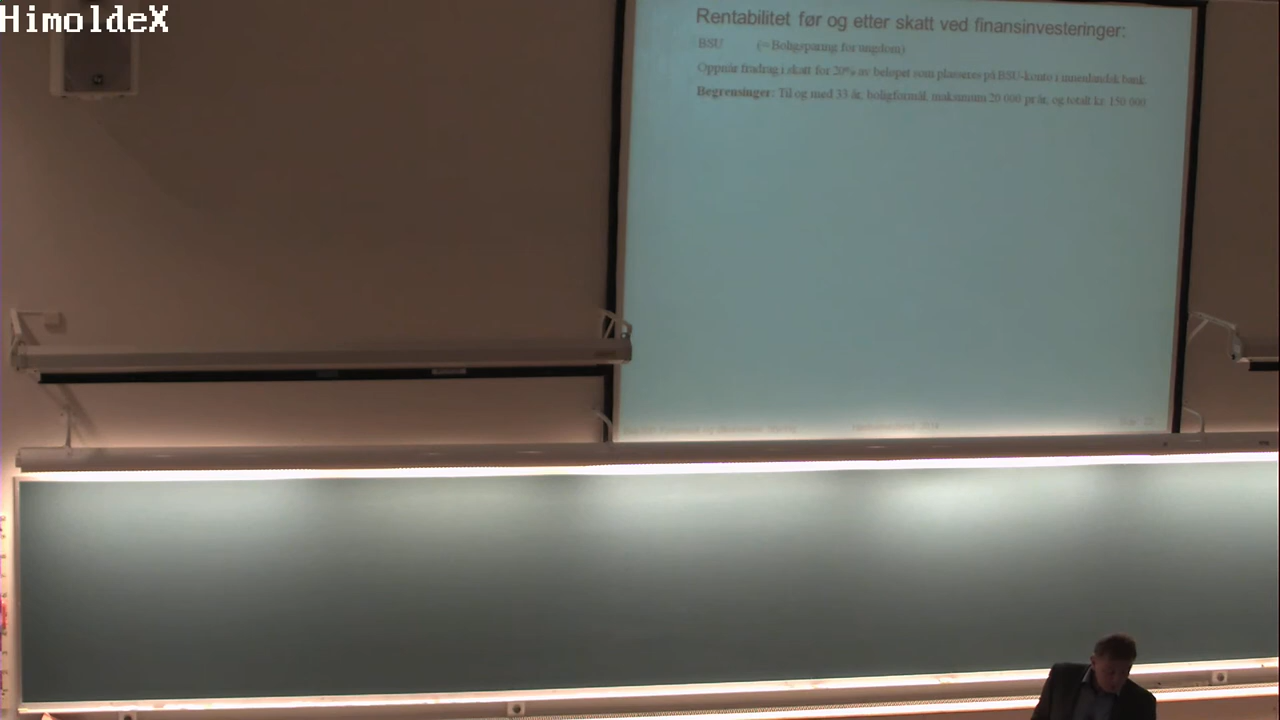 HimoldeX
Rentabilitet før og etter skatt ved finansinvesteringer:
BSU (=Boligsparing for ungdom)
Oppnår fradrag i skatt for 20% av beløpet som plasseres på BSU-konto i innenlandsk bank
Begrensinger: Til og med 33 år, boligformål, maksimum 20 000 pr år, og totalt kr. 150 000